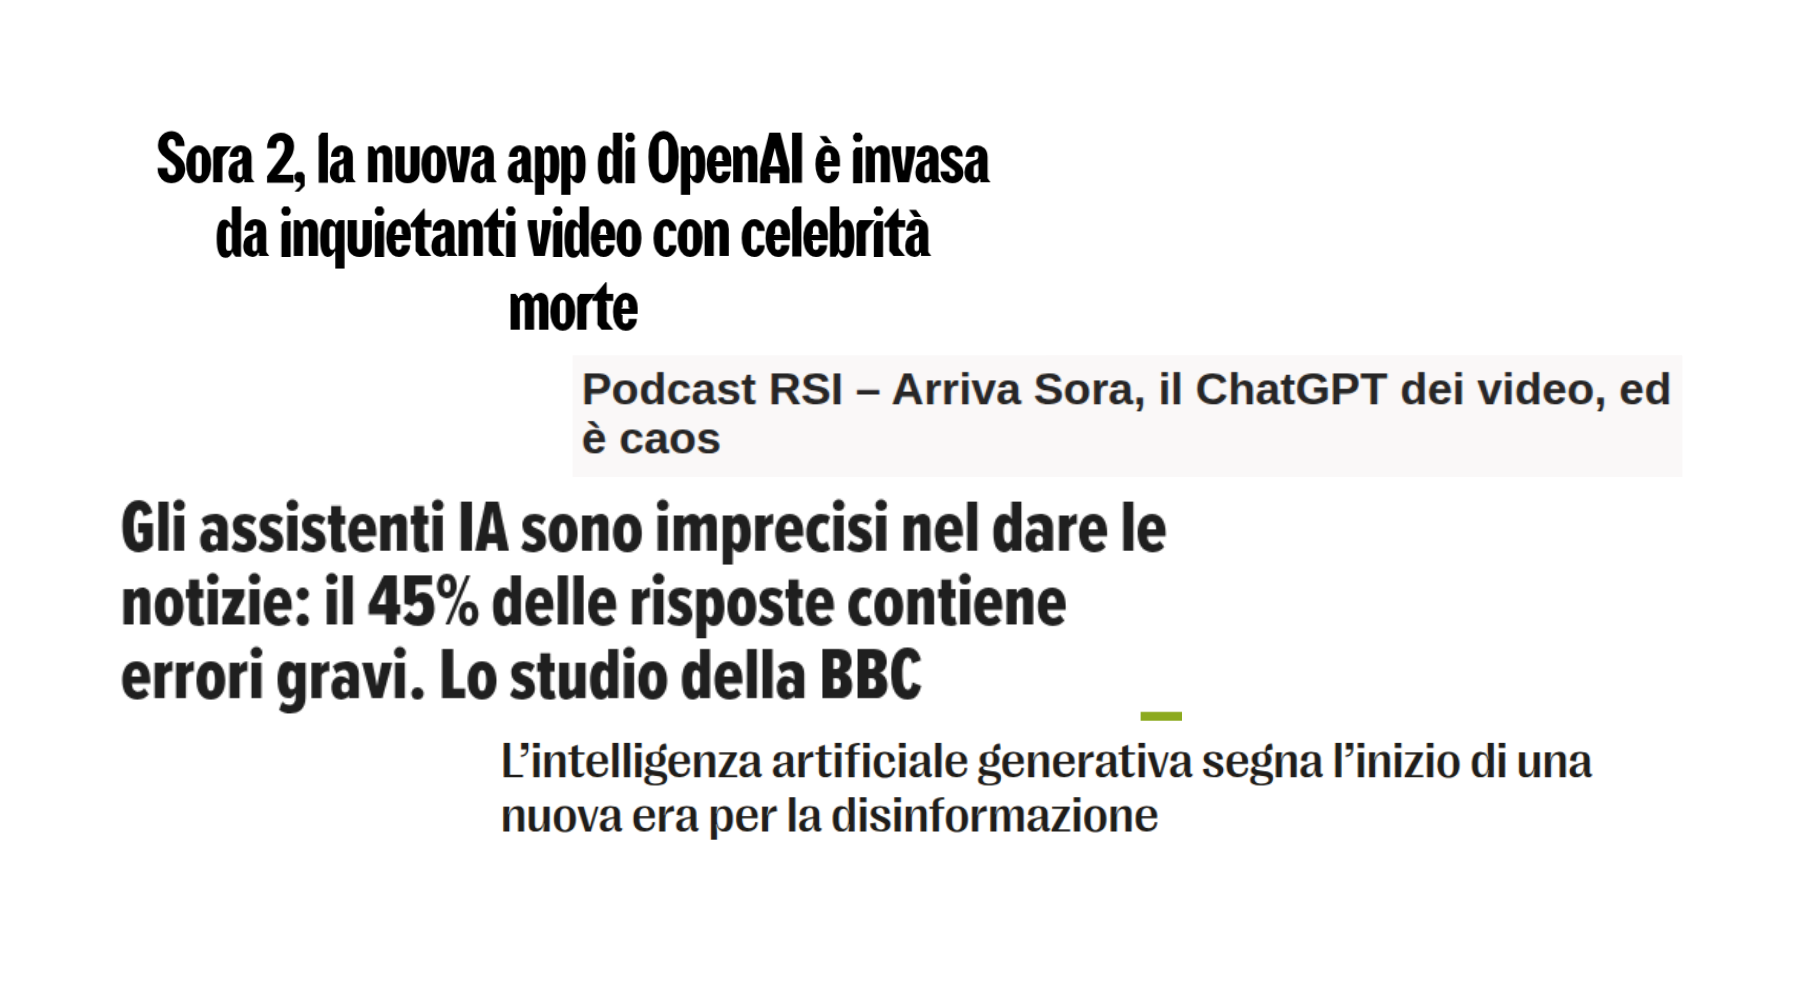 Sora 2, la nuova app di OpenAI è invasa
da inquietanti video con celebrità
morte
Podcast RSI – Arriva Sora, il ChatGPT dei video, ed
è caos
Gli assistenti IA sono imprecisi nel dare le
notizie: il 45% delle risposte contiene
errori gravi. Lo studio della BBC
L’intelligenza artificiale generativa segna l’inizio di una
nuova era per la disinformazione